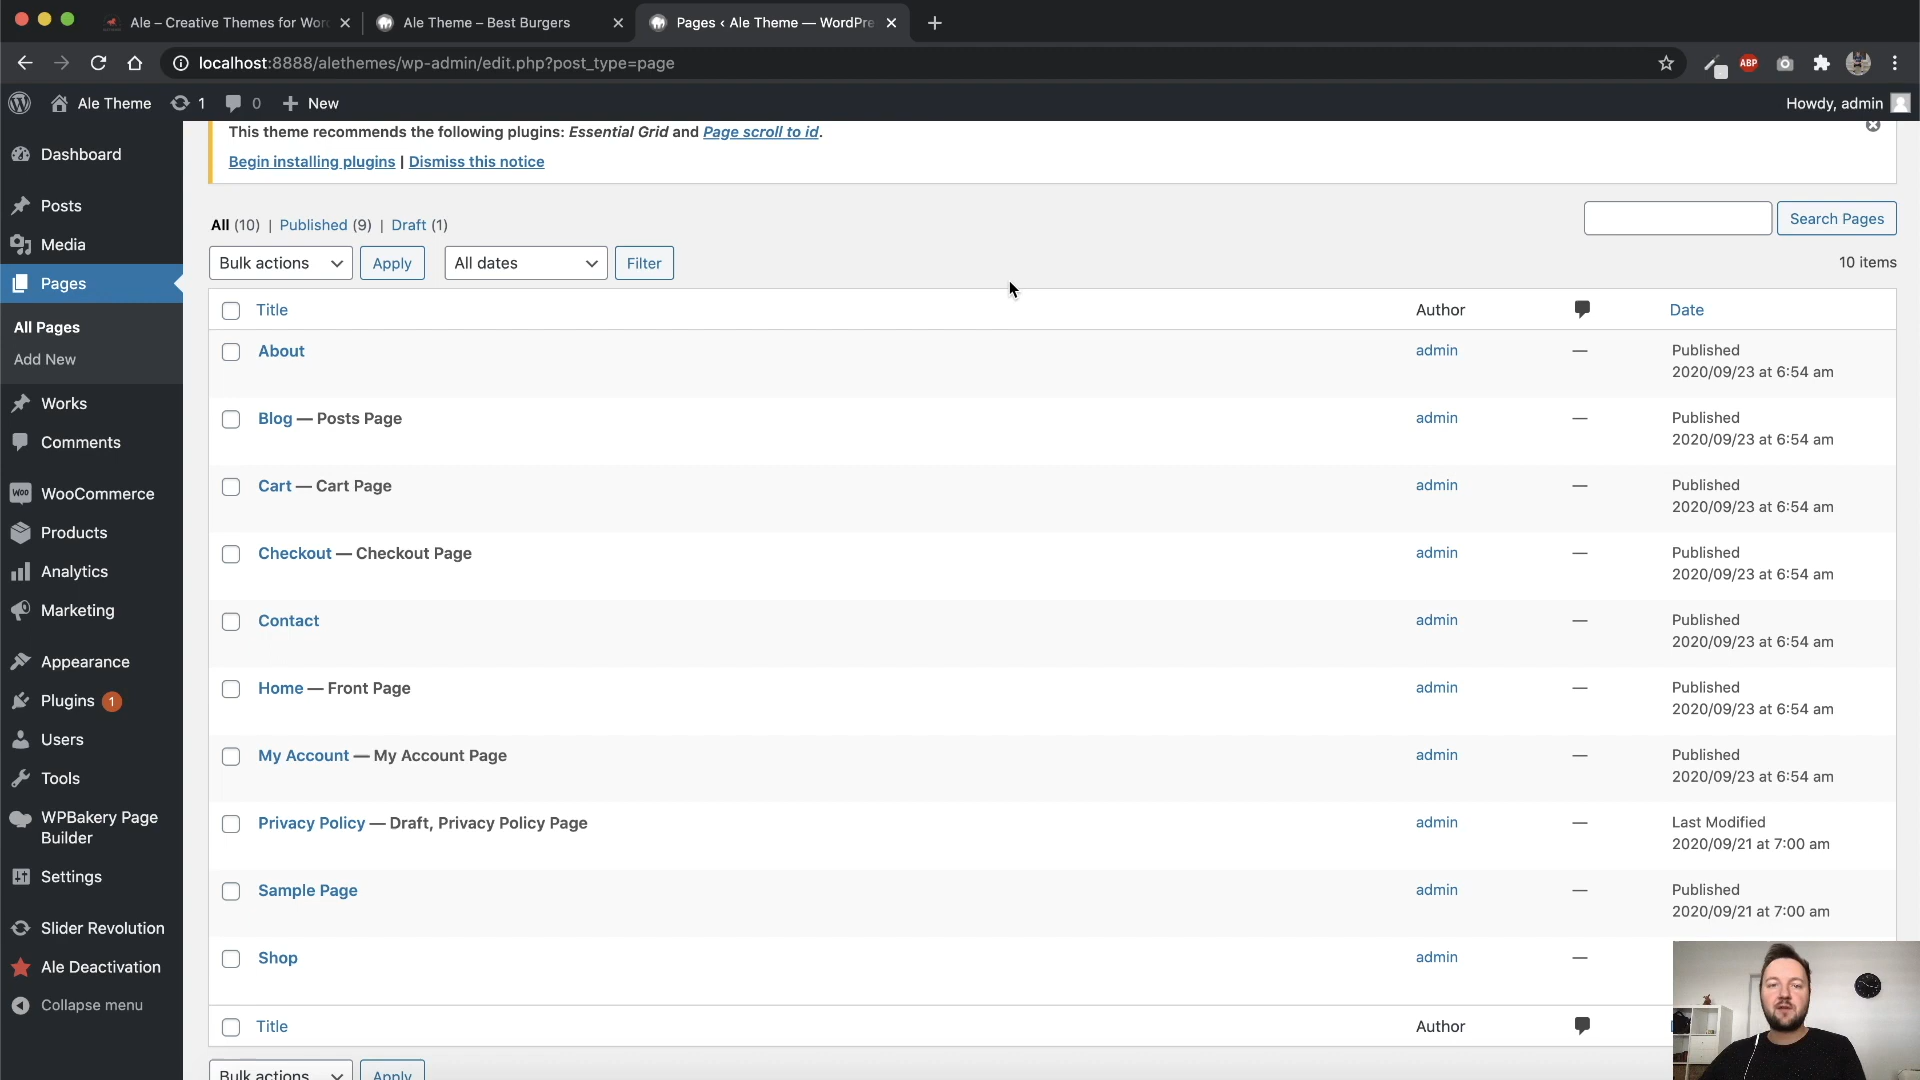 Ale – Creative Themes for Wor
Ale Theme – Best Burgers
Pages ‹ Ale Theme — WordPre
localhost:8888/alethemes/wp-admin/edit.php?post_type=page
ABP
Ale Theme
1
0
New
Howdy, admin
This theme recommends the following plugins: Essential Grid and Page scroll to id.
Begin installing plugins | Dismiss this notice
Dashboard
Posts
Media
Pages
All Pages
Add New
Works
Comments
Woo WooCommerce
Products
Analytics
Marketing
Appearance
Plugins 1
Users
Tools
WPBakery Page
Builder
Settings
Slider Revolution
Ale Deactivation
Collapse menu
All (10) | Published (9) | Draft (1)
Search Pages
Bulk actions
Apply
All dates
Filter
10 items
Title Author Date
About admin Published
2020/09/23 at 6:54 am
Blog — Posts Page admin — Published
2020/09/23 at 6:54 am
Cart — Cart Page admin — Published
2020/09/23 at 6:54 am
Checkout — Checkout Page admin — Published
2020/09/23 at 6:54 am
Contact admin — Published
2020/09/23 at 6:54 am
Home — Front Page admin — Published
2020/09/23 at 6:54 am
My Account — My Account Page admin — Published
2020/09/23 at 6:54 am
Privacy Policy — Draft, Privacy Policy Page admin — Last Modified
2020/09/21 at 7:00 am
Sample Page admin — Published
2020/09/21 at 7:00 am
Shop admin —
Title Author
Bulk actions
Apply